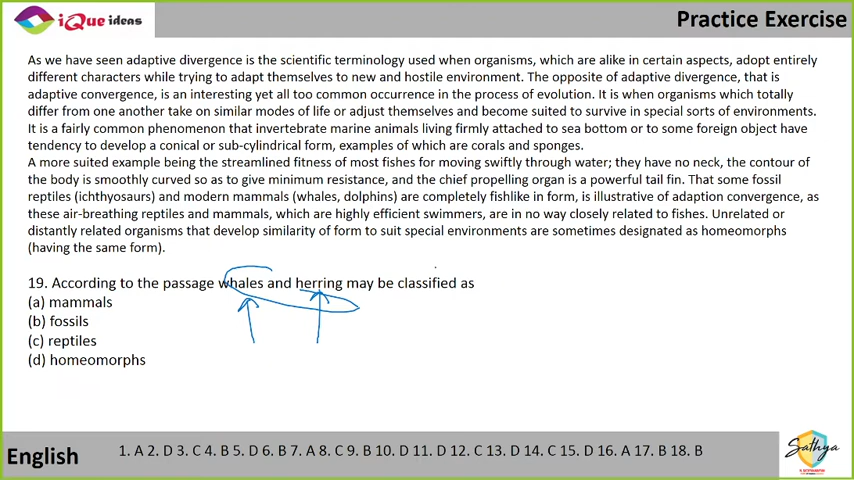 iQue ideas
Practice Exercise
As we have seen adaptive divergence is the scientific terminology used when organisms, which are alike in certain aspects, adopt entirely
different characters while trying to adapt themselves to new and hostile environment. The opposite of adaptive divergence, that is
adaptive convergence, is an interesting yet all too common occurrence in the process of evolution. It is when organisms which totally
differ from one another take on similar modes of life or adjust themselves and become suited to survive in special sorts of environments.
It is a fairly common phenomenon that invertebrate marine animals living firmly attached to sea bottom or to some foreign object have
tendency to develop a conical or sub-cylindrical form, examples of which are corals and sponges.
A more suited example being the streamlined fitness of most fishes for moving swiftly through water; they have no neck, the contour of
the body is smoothly curved so as to give minimum resistance, and the chief propelling organ is a powerful tail fin. That some fossil
reptiles (ichthyosaurs) and modern mammals (whales, dolphins) are completely fishlike in form, is illustrative of adaption convergence, as
these air-breathing reptiles and mammals, which are highly efficient swimmers, are in no way closely related to fishes. Unrelated or
distantly related organisms that develop similarity of form to suit special environments are sometimes designated as homeomorphs
(having the same form).
19. According to the passage whales and herring may be classified as
(a) mammals
(b) fossils
(c) reptiles
(d) homeomorphs
English
1. A 2. D 3. C 4. B 5. D 6. B 7. A 8. C 9. B 10. D 11. D 12. C 13. D 14. C 15. D 16. A 17. B 18. B
Sathya